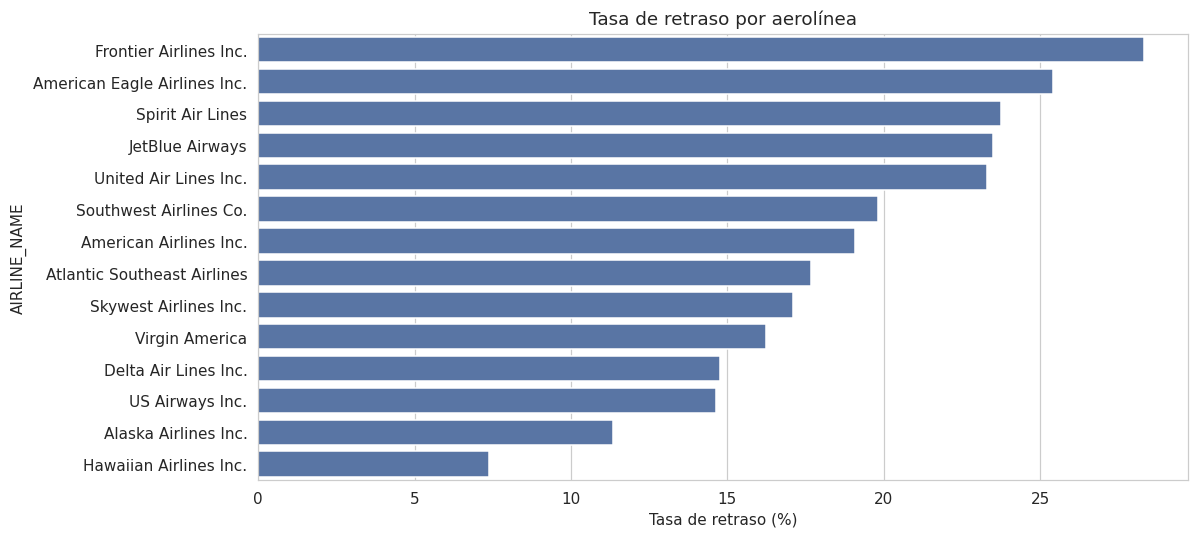 Tasa de retraso por aerolínea
AIRLINE_NAME
Frontier Airlines Inc.
American Eagle Airlines Inc.
Spirit Air Lines
JetBlue Airways
United Air Lines Inc.
Southwest Airlines Co.
American Airlines Inc.
Atlantic Southeast Airlines
Skywest Airlines Inc.
Virgin America
Delta Air Lines Inc.
US Airways Inc.
Alaska Airlines Inc.
Hawaiian Airlines Inc.
0 5 10 15 20 25
Tasa de retraso (%)